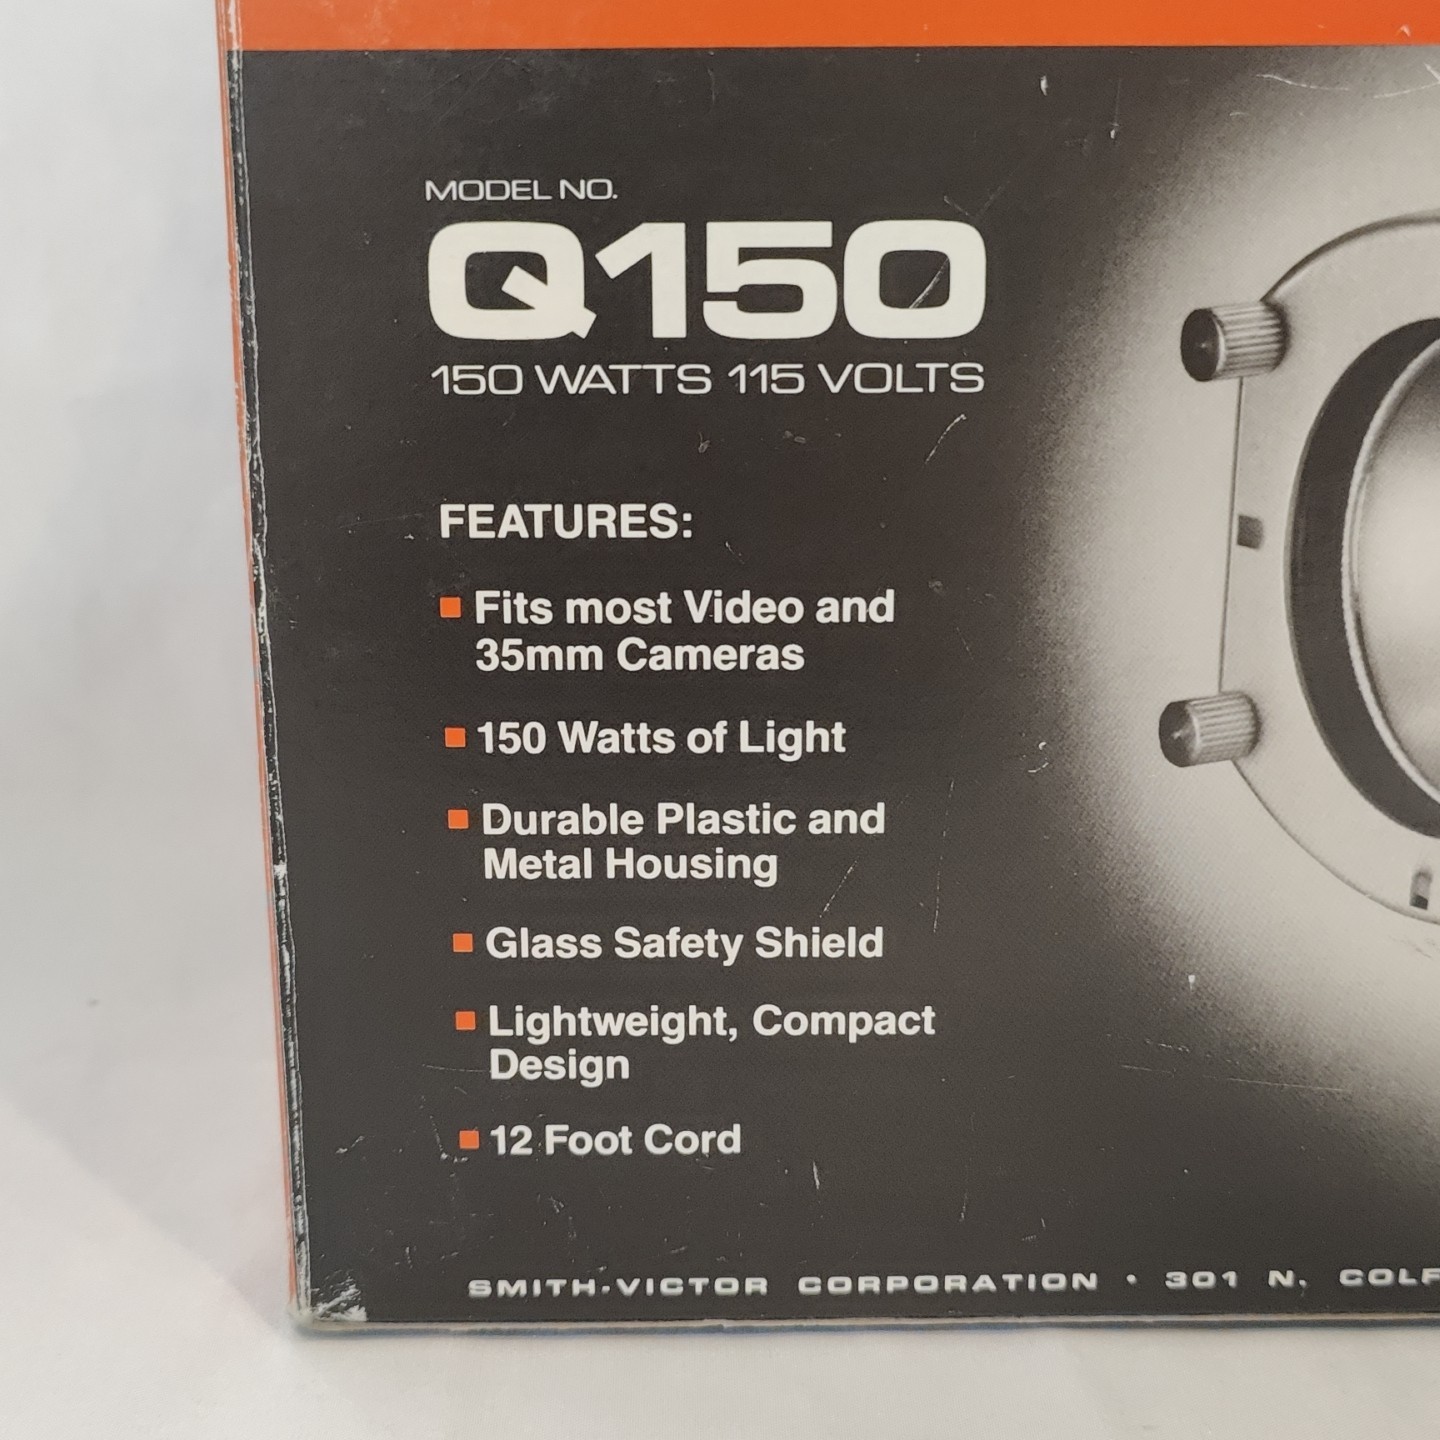 MODEL NO.
Q150
150 WATTS 115 VOLTS
FEATURES:
Fits most Video and
35mm Cameras
150 Watts of Light
Durable Plastic and
Metal Housing
Glass Safety Shield
Lightweight, Compact
Design
12 Foot Cord
SMITH-VICTOR CORPORATION • 301 N.